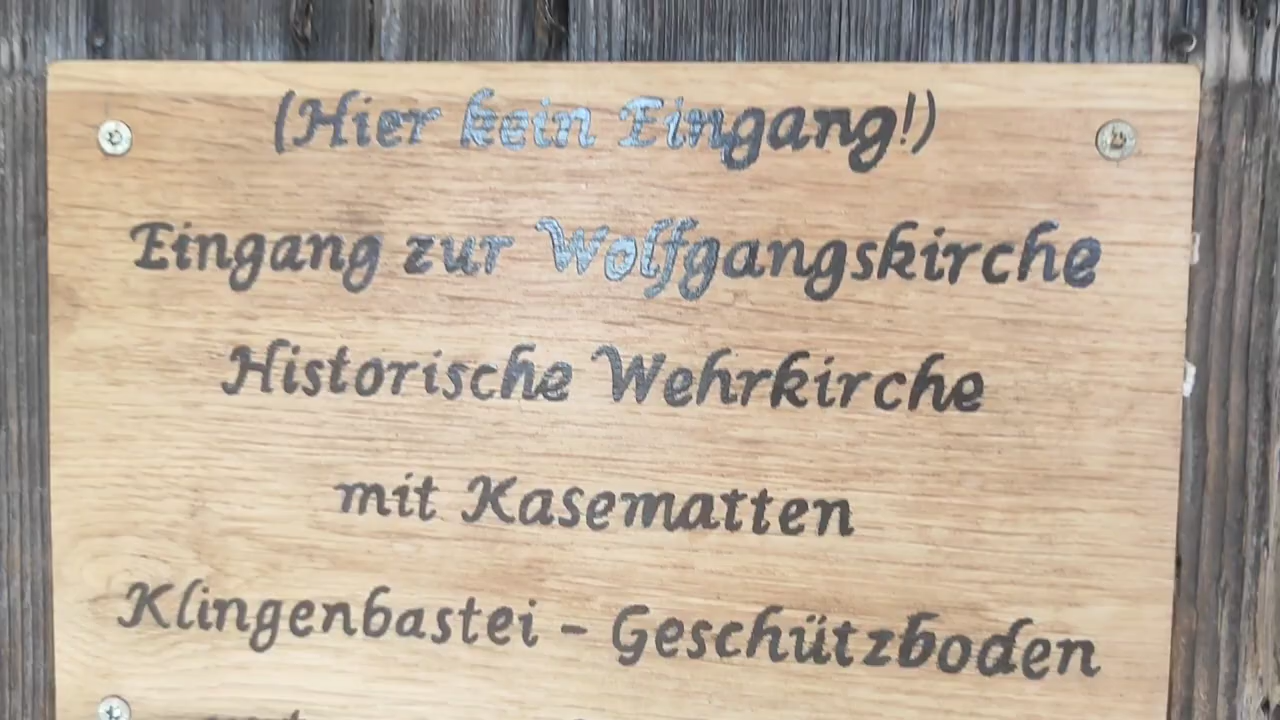 (Hier kein Eingang!)
Eingang zur Wolfgangskirche
Historische Wehrkirche
mit Kasematten
Klingenbastei - Geschützboden